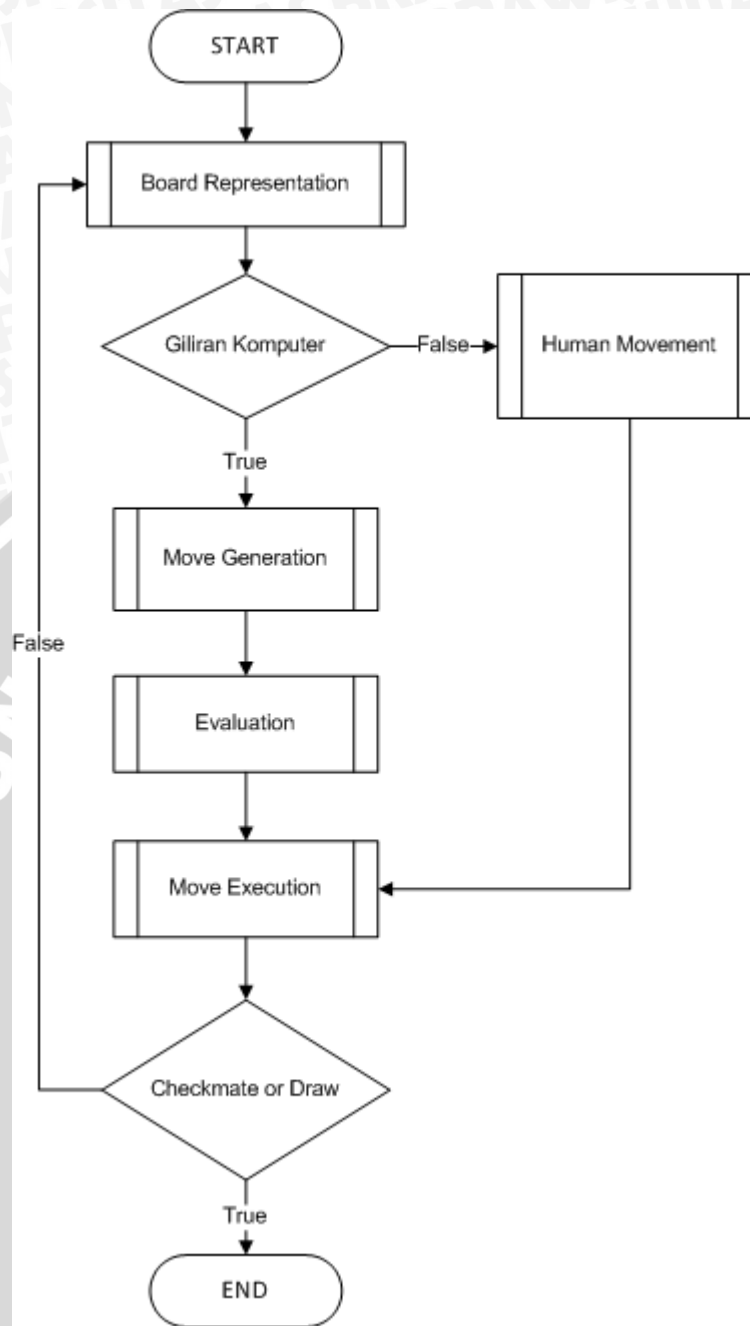 START
Board Representation
Giliran Komputer
False
Human Movement
True
Move Generation
False
Evaluation
Move Execution
Checkmate or Draw
True
END